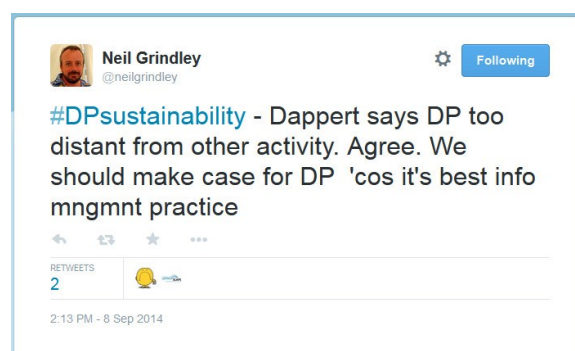 Neil Grindley
@neilgrindley
Following
#DPsustainability - Dappert says DP too
distant from other activity. Agree. We
should make case for DP  'cos it's best info
mngmnt practice
RETWEETS
2
2:13 PM - 8 Sep 2014